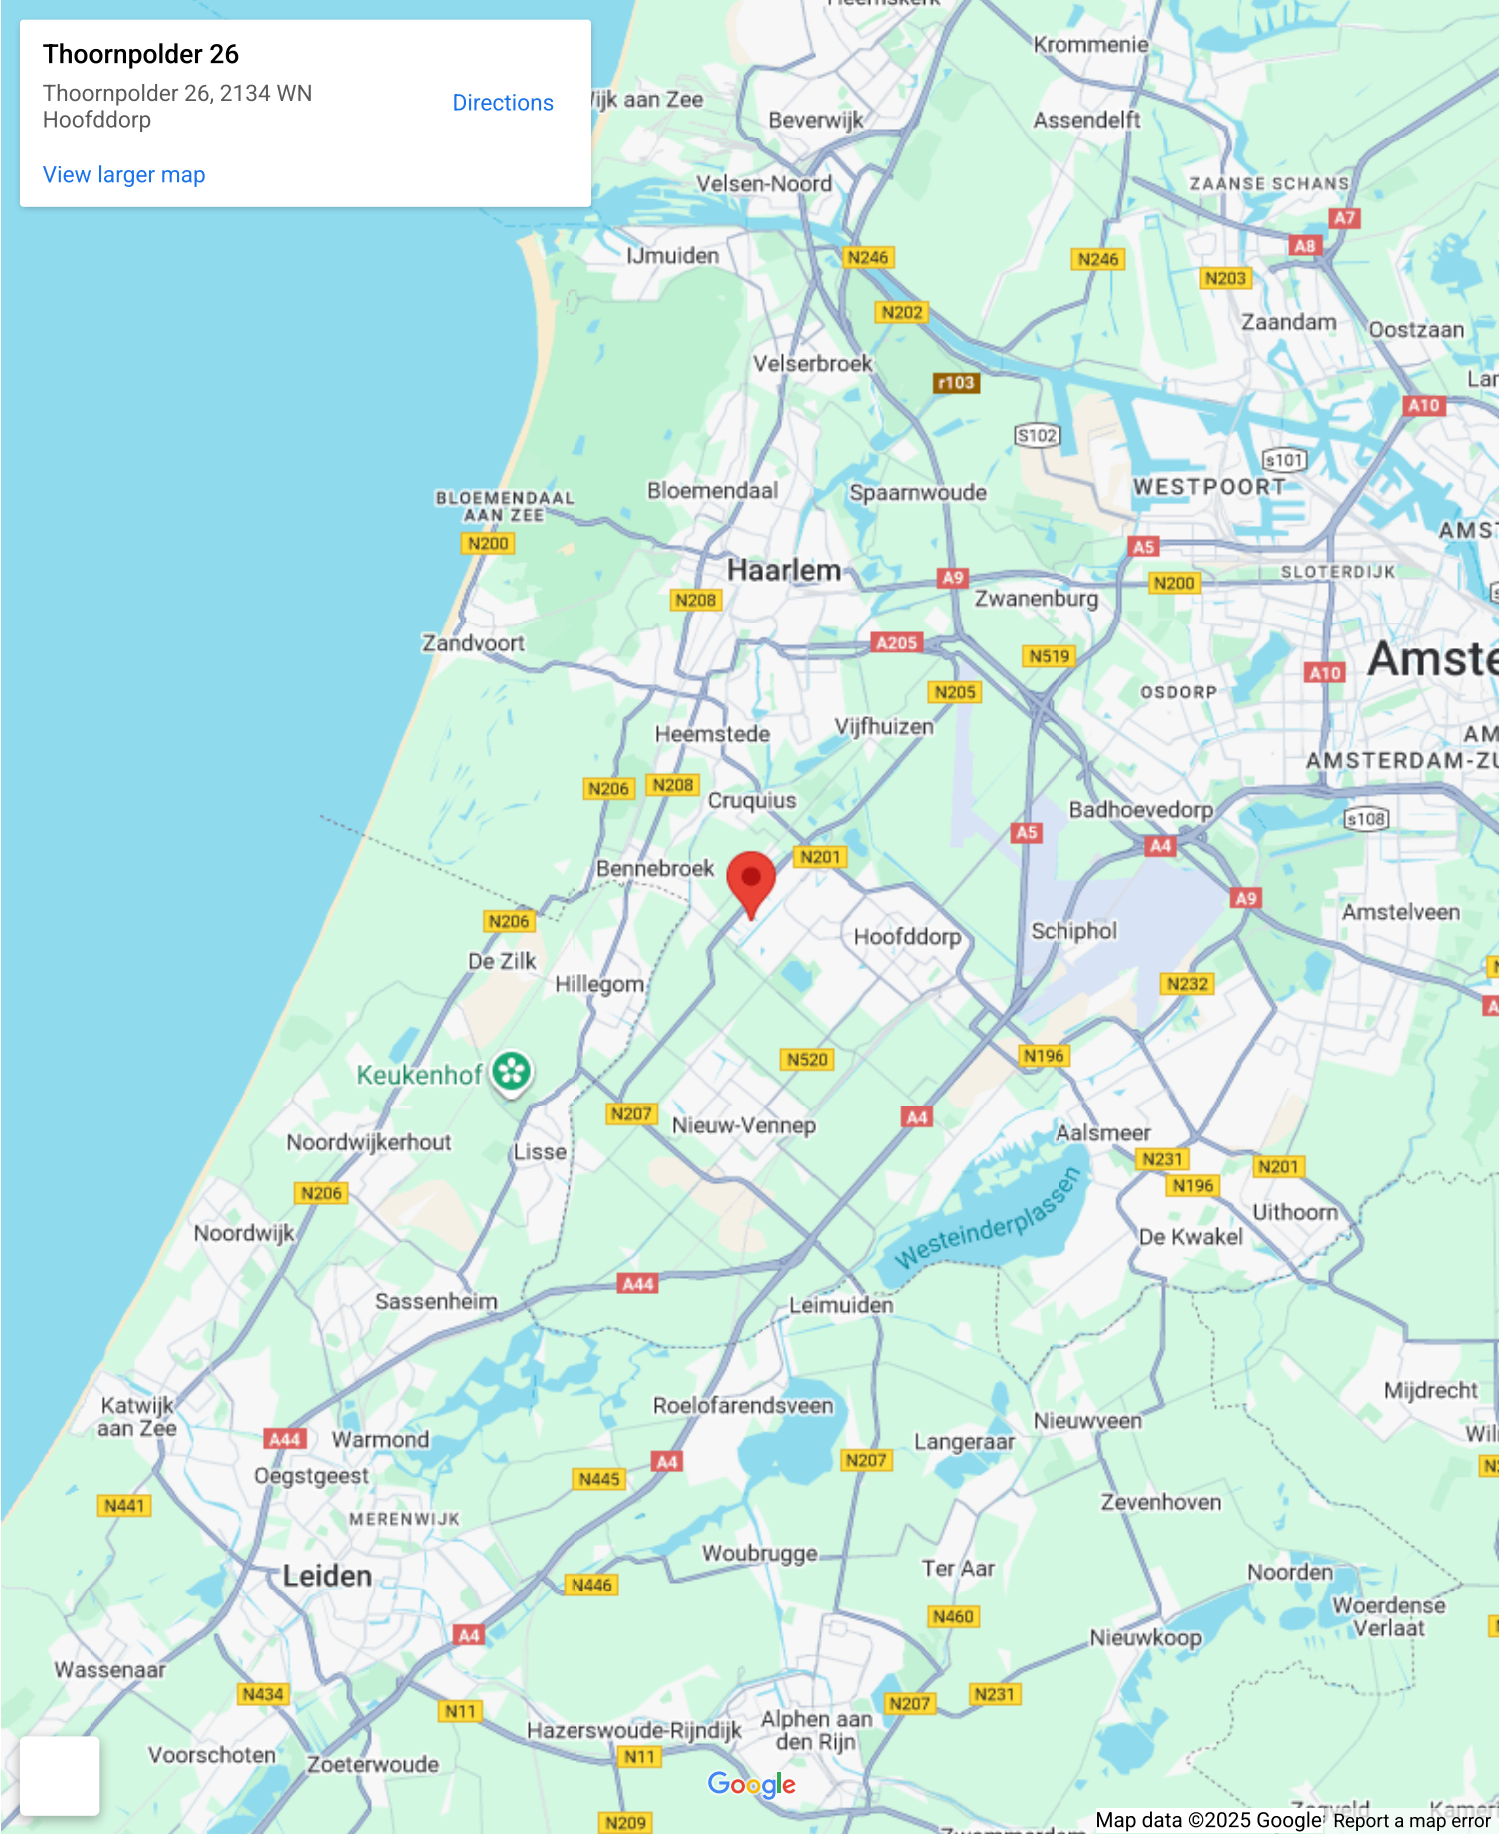 Thoornpolder 26
Thoornpolder 26, 2134 WN
Hoofddorp
Directions
View larger map
Krommenie
Wijk aan Zee
Beverwijk
Assendelft
Velsen-Noord
ZAANSE SCHANS
A7
A8
IJmuiden
N246
N246
N203
N202
Zaandam
Oostzaan
Velserbroek
r103
A10
S102
s101
Bloemendaal
Spaarnwoude
WESTPOORT
BLOEMENDAAL
AAN ZEE
N200
A5
SLOTERDIJK
Haarlem
A9
N200
N208
Zwanenburg
Zandvoort
A205
N519
Amste
A10
N205
OSDORP
Heemstede
Vijfhuizen
AMSTERDAM-ZU
N206
N208
Cruquius
Badhoevedorp
s108
A5
A4
N201
Bennebroek
A9
N206
Hoofddorp
Schiphol
Amstelveen
De Zilk
Hillegom
N232
N520
N196
Keukenhof
N207
Nieuw-Vennep
A4
Aalsmeer
Noordwijkerhout
Lisse
N231
N201
N206
N196
Westeinderplassen
Uithoorn
Noordwijk
De Kwakel
A44
Sassenheim
Leimuiden
Mijdrecht
Katwijk
aan Zee
Roelofarendsveen
Nieuwveen
A44
Warmond
Langeraar
A4
N207
Oegstgeest
N445
N441
Zevenhoven
MERENWIJK
Woubrugge
Leiden
Ter Aar
Noorden
N446
Woerdense
Verlaat
N460
A4
Nieuwkoop
Wassenaar
N434
N207
N231
N11
Hazerswoude-Rijndijk
Alphen aan
den Rijn
Voorschoten
Zoeterwoude
N11
Google
N209
Map data ©2025 Google
Report a map error